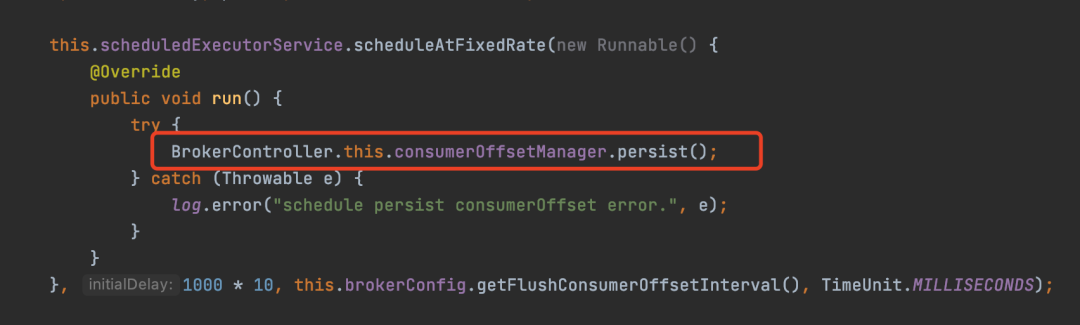 this.scheduledExecutorService.scheduleAtFixedRate(new Runnable() {
@Override
public void run() {
try {
BrokerController.this.consumerOffsetManager.persist();
} catch (Throwable e) {
log.error("schedule persist consumerOffset error.", e);
}
}
}, initialDelay: 1000 * 10, this.brokerConfig.getFlushConsumerOffsetInterval(), TimeUnit.MILLISECONDS);